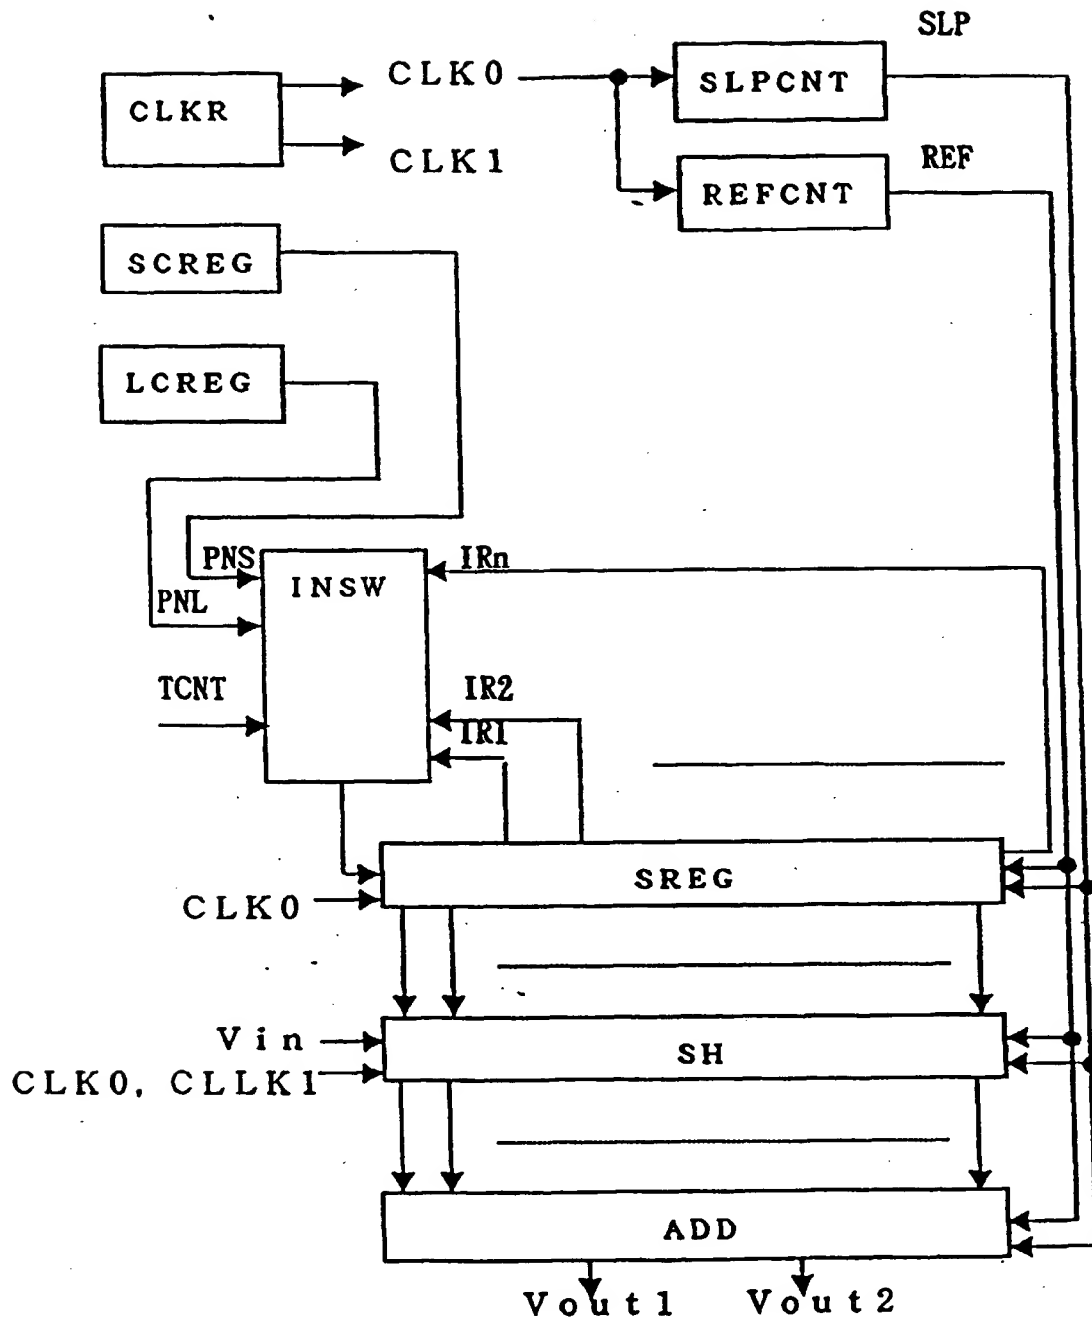 SLP
CLKR
CLK0
SLPCNT
CLK1
REF
REFCNT
SCREG
LCREG
PNS
INSW
IRn
PNL
TCNT
IR2
IR1
SREG
CLK0
Vin
SH
CLK0, CLLK1
ADD
Vout1
Vout2